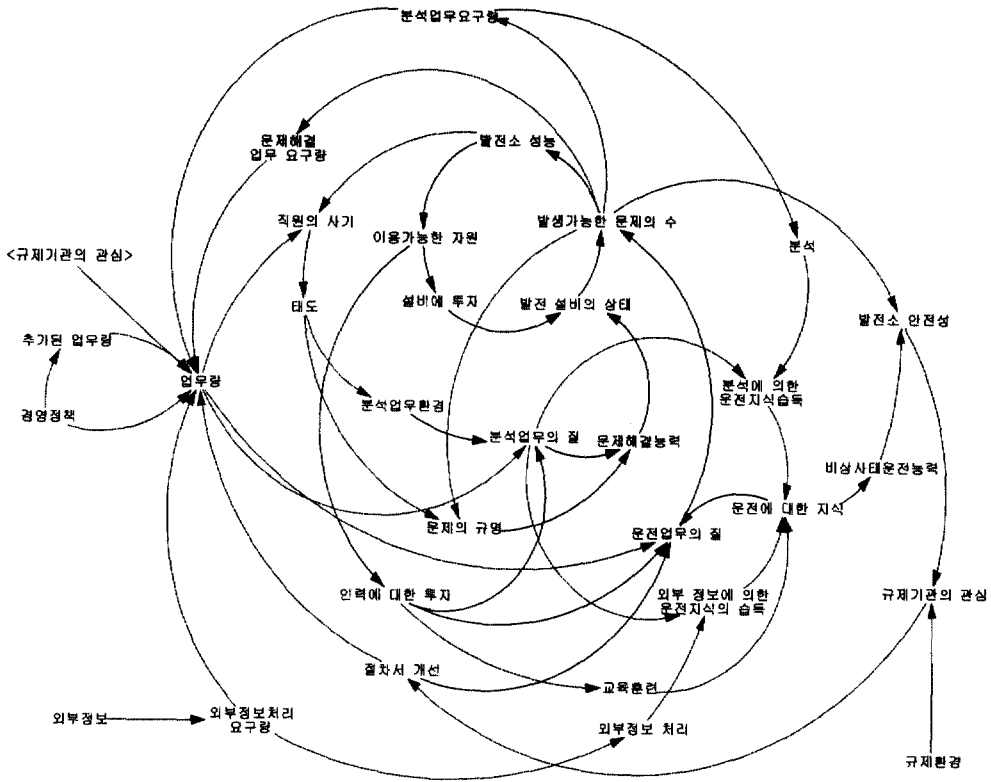 분석업무요구량
문제해결
업무 요구량
발전소 성능
직원의 사기
이용가능한 자원
발생가능한 문제의 수
분석
<규제기관의 관심>
태도
설비에 투자
발전 설비의 상태
발전소 안전성
추가된 업무량
업무량
분석에 의한
운전지식습득
경영정책
분석업무환경
분석업무의 질
문제해결능력
비상사태운전능력
문제의 규명
운전에 대한 지식
운전업무의 질
인력에 대한 투자
외부 정보에 의한
운전지식의 습득
규제기관의 관심
절차서 개선
교육훈련
외부정보
외부정보처리
요구량
외부정보 처리
규제환경